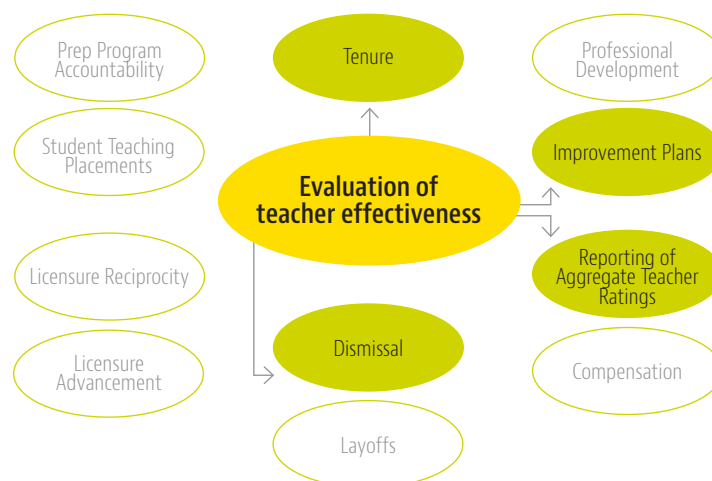 Prep Program
Accountability
Tenure
Professional
Development
Student Teaching
Placements
Improvement Plans
Evaluation of
teacher effectiveness
Licensure Reciprocity
Reporting of
Aggregate Teacher
Ratings
Dismissal
Licensure
Advancement
Compensation
Layoffs